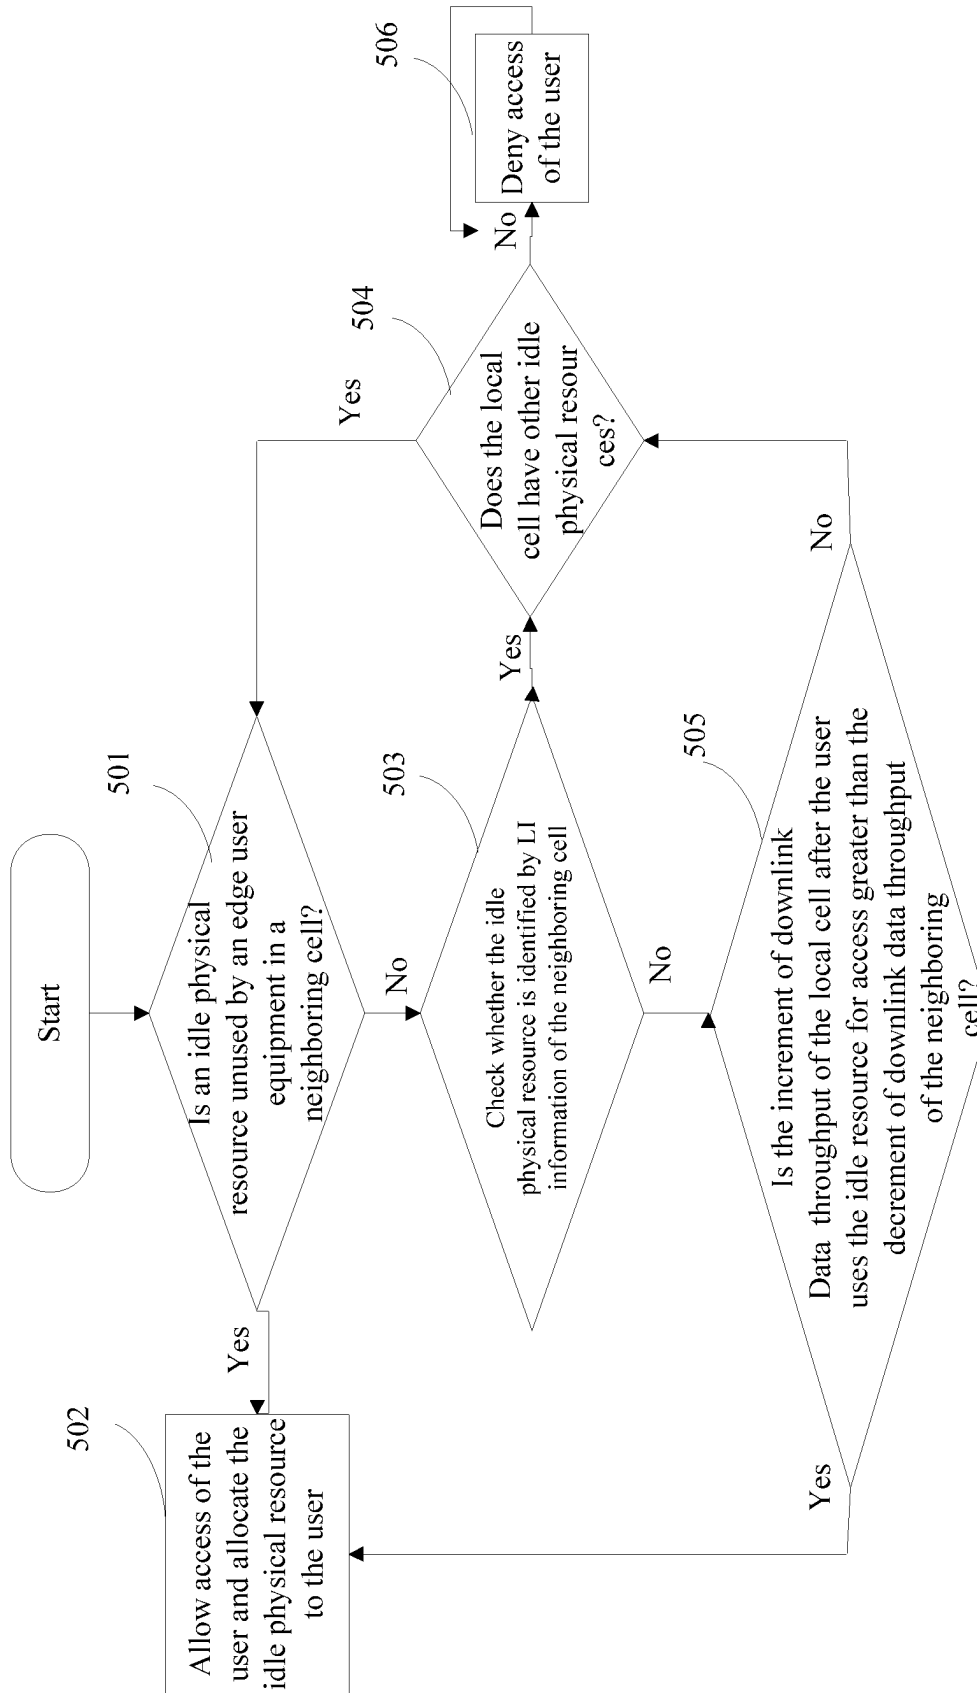 Start
501
Is an idle physical
resource unused by an edge user
equipment in a
neighboring cell?
Yes
No
502
Allow access of the
user and allocate the
idle physical resource
to the user
503
Check whether the idle
physical resource is identified by LI
information of the neighboring cell
Yes
No
504
Does the local
cell have other idle
physical resour
ces?
Yes
No
506
Deny access
of the user
505
Is the increment of downlink
Data throughput of the local cell after the user
uses the idle resource for access greater than the
decrement of downlink data throughput
of the neighboring
cell?
Yes
No